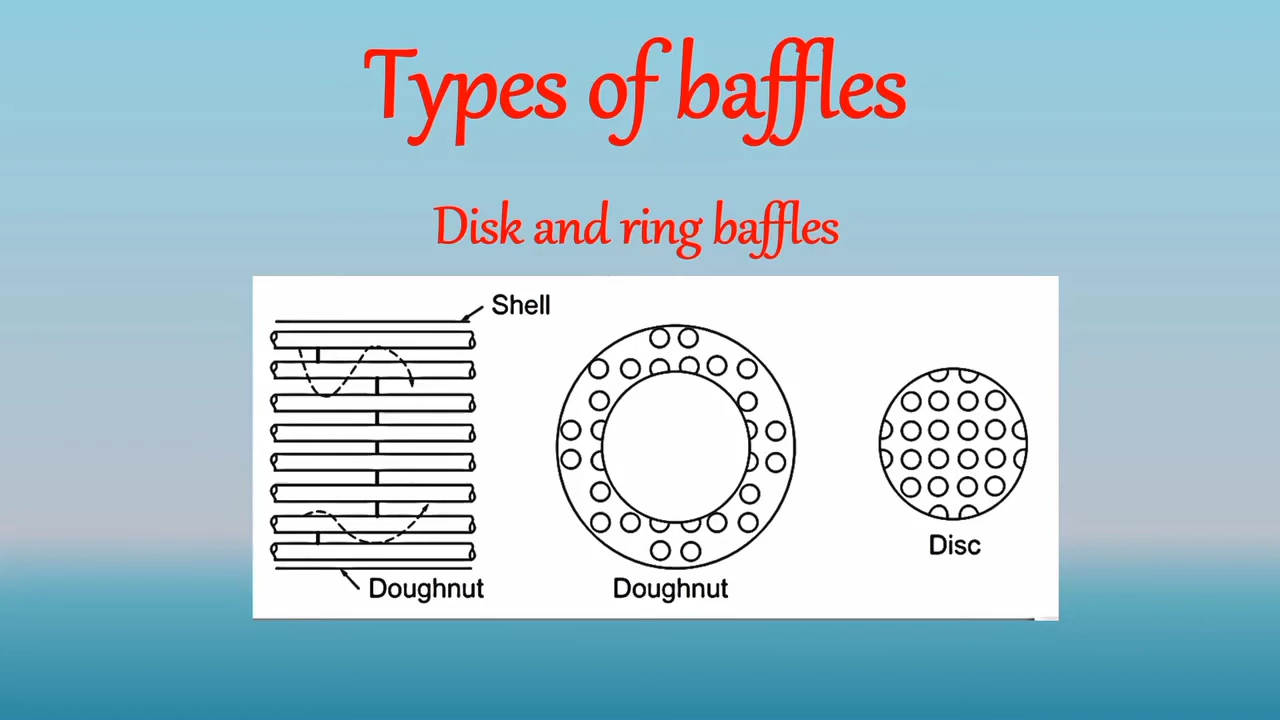 Types of baffles
Disk and ring baffles
Shell
Doughnut
Doughnut
Disc